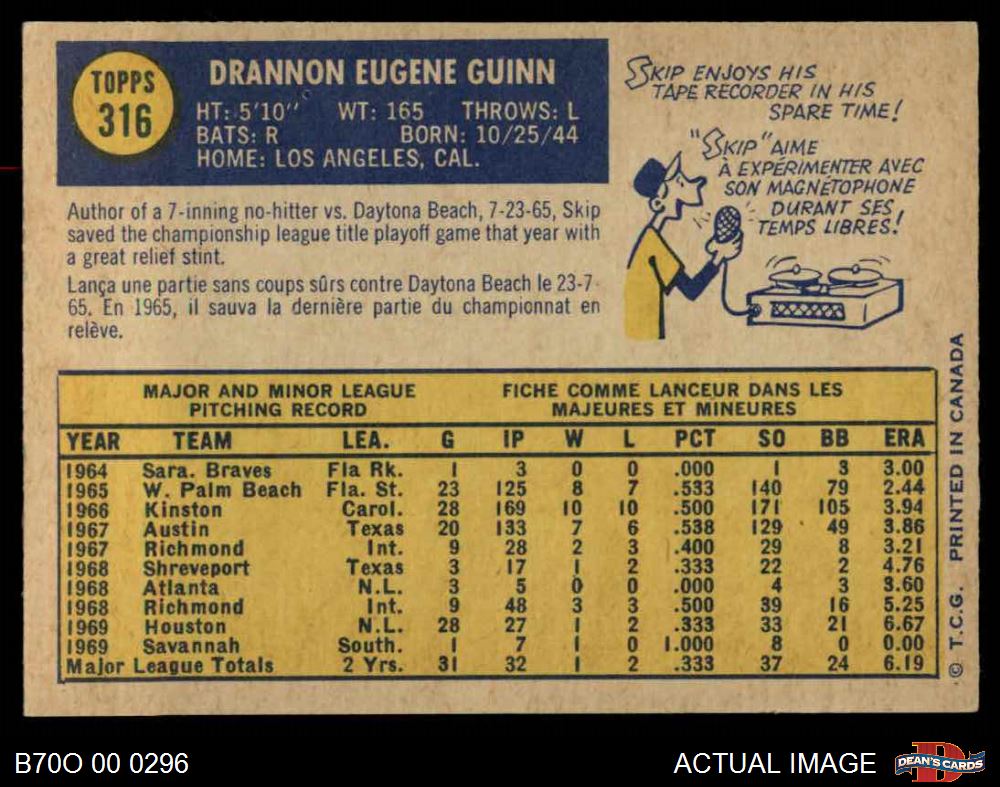 TOPPS
316
DRANNON EUGENE GUINN
HT: 5'10" WT: 165 THROWS: L
BATS: R BORN: 10/25/44
HOME: LOS ANGELES, CAL.
SKIP ENJOYS HIS
TAPE RECORDER IN HIS
SPARE TIME!
"SKIP" AIME
À EXPÉRIMENTER AVEC
SON MAGNÉTOPHONE
DURANT SES
TEMPS LIBRES!
Author of a 7-inning no-hitter vs. Daytona Beach, 7-23-65, Skip
saved the championship league title playoff game that year with
a great relief stint.
Lança une partie sans coups sûrs contre Daytona Beach le 23-7-
65. En 1965, il sauva la dernière partie du championnat en
relève.
MAJOR AND MINOR LEAGUE
PITCHING RECORD
FICHE COMME LANCEUR DANS LES
MAJEURES ET MINEURES
YEAR TEAM LEA. G IP W L PCT SO BB ERA
1964 Sara. Braves Fla Rk. 1 3 0 0 .000 1 3 3.00
1965 W. Palm Beach Fla. St. 23 125 8 7 .533 140 79 2.44
1966 Kinston Carol. 28 169 10 10 .500 171 105 3.94
1967 Austin Texas 20 133 7 6 .538 129 49 3.86
1967 Richmond Int. 9 28 2 3 .400 29 8 3.21
1968 Shreveport Texas 3 17 1 2 .333 22 2 4.76
1968 Atlanta N.L. 3 5 0 0 .000 4 3 3.60
1968 Richmond Int. 9 48 3 3 .500 39 16 5.25
1969 Houston N.L. 28 27 1 2 .333 33 21 6.67
1969 Savannah South. 1 7 1 0 1.000 8 0 0.00
Major League Totals 2 Yrs. 31 32 1 2 .333 37 24 6.19
© T.C.G. PRINTED IN CANADA
B70O 00 0296
ACTUAL IMAGE
DEAN'S CARDS